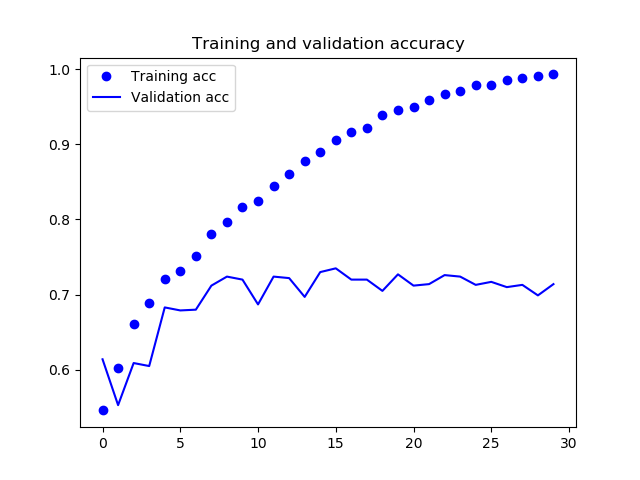 Training and validation accuracy
Training acc
Validation acc
1.0
0.9
0.8
0.7
0.6
0 5 10 15 20 25 30